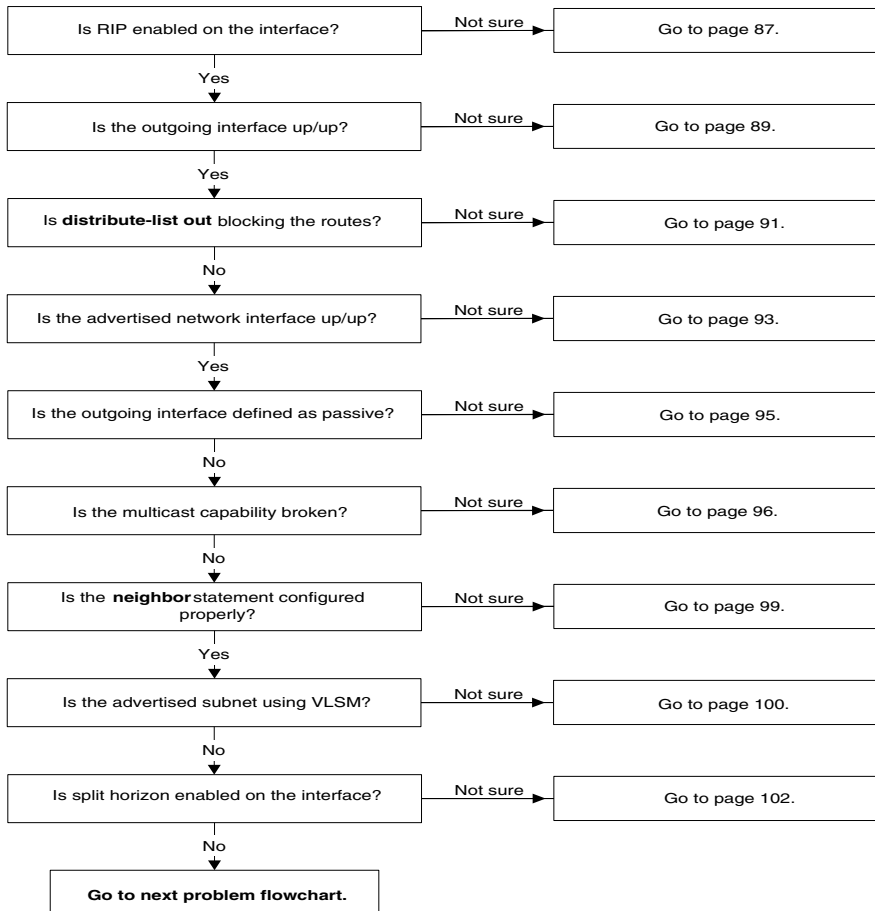 Is RIP enabled on the interface?
Not sure
Go to page 87.
Yes
Is the outgoing interface up/up?
Not sure
Go to page 89.
Yes
Is distribute-list out blocking the routes?
Not sure
Go to page 91.
No
Is the advertised network interface up/up?
Not sure
Go to page 93.
Yes
Is the outgoing interface defined as passive?
Not sure
Go to page 95.
No
Is the multicast capability broken?
Not sure
Go to page 96.
No
Is the neighbor statement configured
properly?
Not sure
Go to page 99.
Yes
Is the advertised subnet using VLSM?
Not sure
Go to page 100.
No
Is split horizon enabled on the interface?
Not sure
Go to page 102.
No
Go to next problem flowchart.